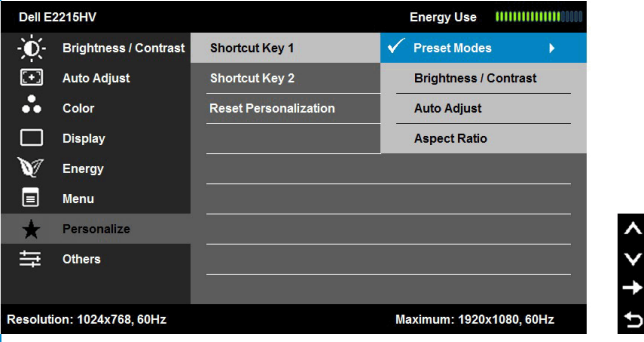 Dell E2215HV Energy Use
Brightness / Contrast Shortcut Key 1 Preset Modes
Auto Adjust Shortcut Key 2 Brightness / Contrast
Color Reset Personalization Auto Adjust
Display Aspect Ratio
Energy
Menu
Personalize
Others
Resolution: 1024x768, 60Hz Maximum: 1920x1080, 60Hz